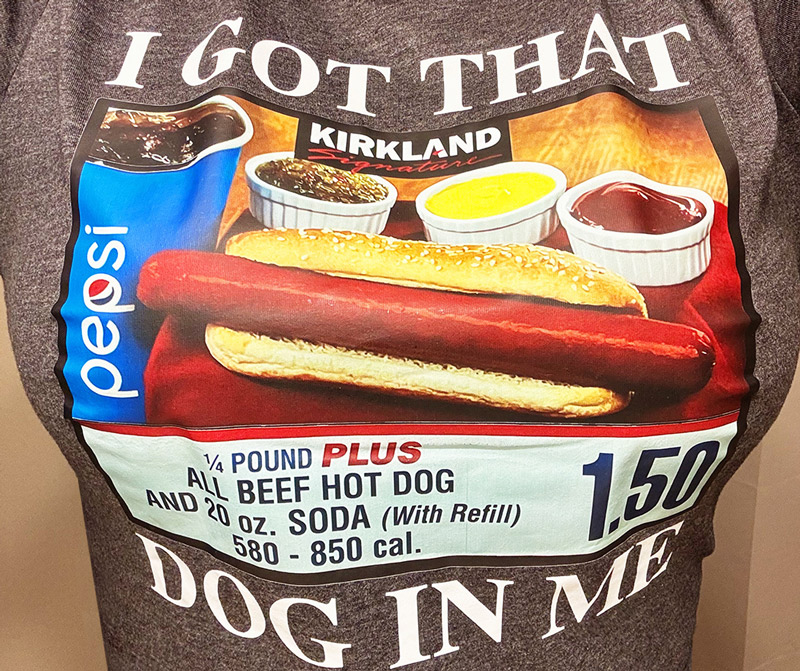 I GOT THAT
KIRKLAND
Signature
pepsi
1/4 POUND PLUS
ALL BEEF HOT DOG
AND 20 oz. SODA (With Refill)
580 - 850 cal.
1.50
DOG IN ME